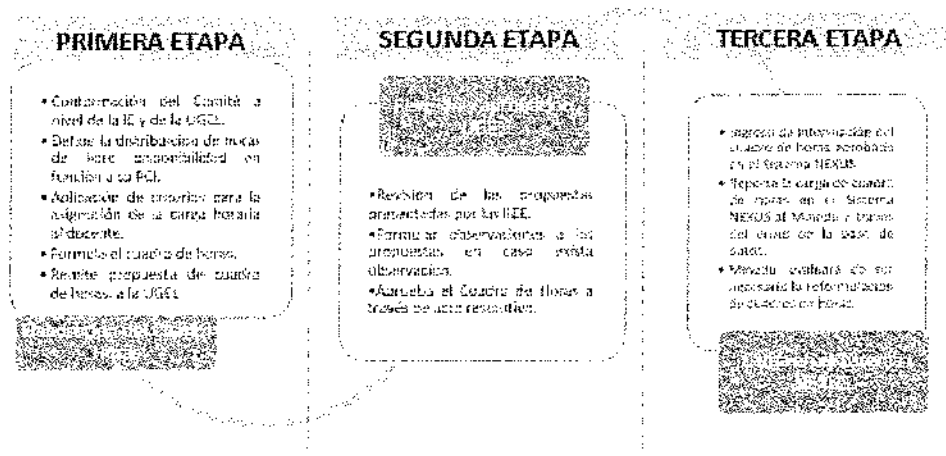 PRIMERA ETAPA
• Conformación del Comité a
nivel de la IE y de la UGEL.
• Define la distribución de horas
de libre disponibilidad en
función a su PCI.
• Aplicación de criterios para la
asignación de la carga horaria
al docente.
• Formula el cuadro de horas.
• Remite propuesta de cuadro
de horas a la UGEL
SEGUNDA ETAPA
•Revisión de las propuestas
presentadas por las IIEE.
•Formular observaciones a las
propuestas en caso exista
observación.
•Aprueba el Cuadro de Horas a
través de acto resolutivo.
TERCERA ETAPA
• Ingreso de información del
cuadro de horas aprobado
en el Sistema NEXUS
• Reporta la carga de cuadro
de horas en el Sistema
NEXUS al Minedu a través
del envío de la base de
datos.
• Minedu evaluará de ser
necesario la reformulación
de cuadros de horas.